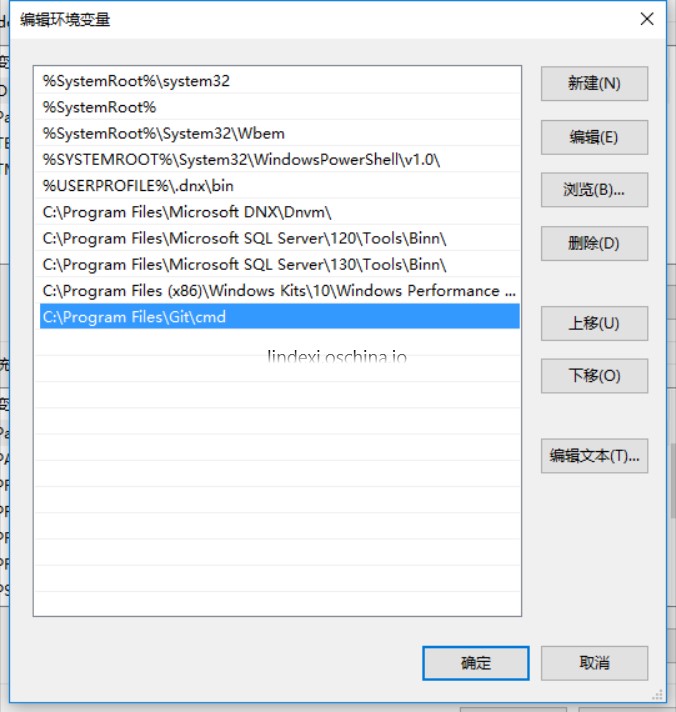 编辑环境变量
%SystemRoot%\system32
%SystemRoot%
%SystemRoot%\System32\Wbem
%SYSTEMROOT%\System32\WindowsPowerShell\v1.0\
%USERPROFILE%\.dnx\bin
C:\Program Files\Microsoft DNX\Dnvm\
C:\Program Files\Microsoft SQL Server\120\Tools\Binn\
C:\Program Files\Microsoft SQL Server\130\Tools\Binn\
C:\Program Files (x86)\Windows Kits\10\Windows Performance ...
C:\Program Files\Git\cmd
lindexi.oschina.io
新建(N)
编辑(E)
浏览(B)...
删除(D)
上移(U)
下移(O)
编辑文本(T)...
确定
取消